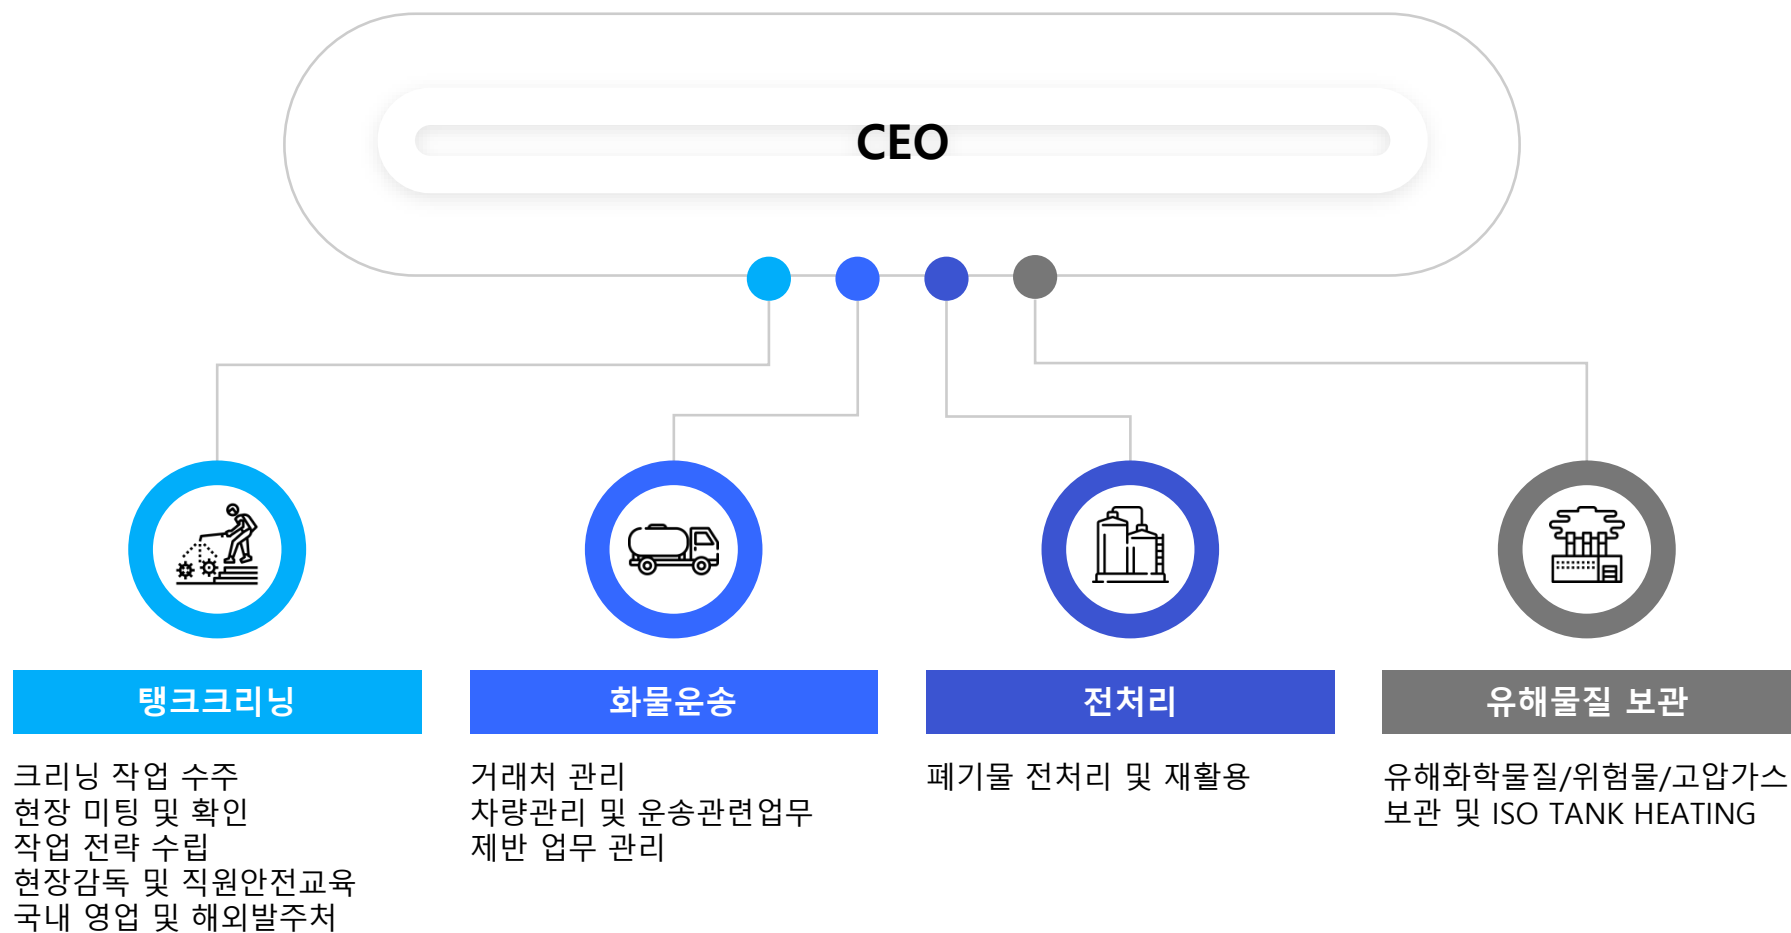 CEO
탱크크리닝
크리닝 작업 수주
현장 미팅 및 확인
작업 전략 수립
현장감독 및 직원안전교육
국내 영업 및 해외발주처
화물운송
거래처 관리
차량관리 및 운송관련업무
제반 업무 관리
전처리
폐기물 전처리 및 재활용
유해물질 보관
유해화학물질/위험물/고압가스
보관 및 ISO TANK HEATING